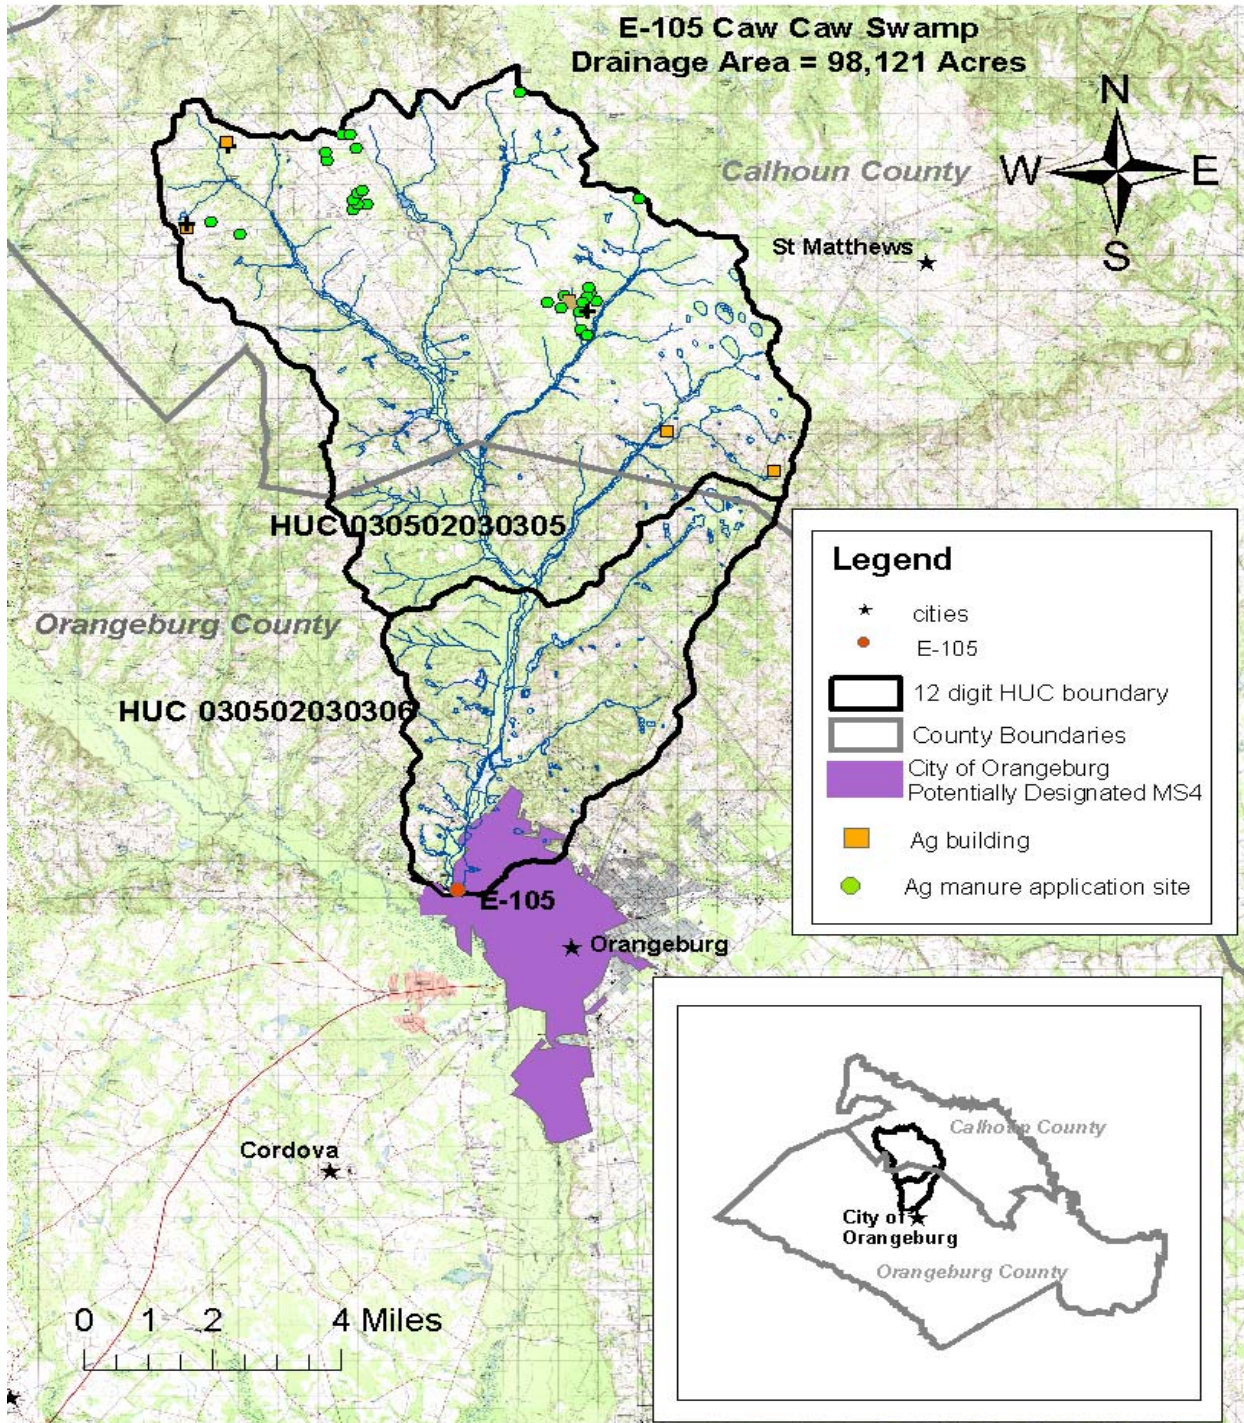 E-105 Caw Caw Swamp
Drainage Area = 98,121 Acres
N
W
E
S
Calhoun County
St Matthews
HUC 030502030305
Orangeburg County
HUC 030502030306
E-105
Orangeburg
Cordova
0 1 2 4 Miles
Legend
cities
E-105
12 digit HUC boundary
County Boundaries
City of Orangeburg
Potentially Designated MS4
Ag building
Ag manure application site
Calhoun County
City of
Orangeburg
Orangeburg County